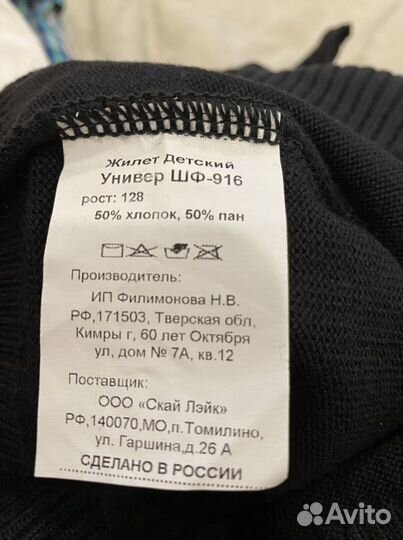 Жилет Детский
Универ ШФ-916
рост: 128
50% хлопок, 50% пан
Производитель:
ИП Филимонова Н.В.
РФ,171503, Тверская обл,
Кимры г, 60 лет Октября
ул, дом № 7А, кв.12
Поставщик:
ООО «Скай Лэйк»
РФ,140070,МО,п.Томилино,
ул. Гаршина,д.26 А
СДЕЛАНО В РОССИИ
Avito